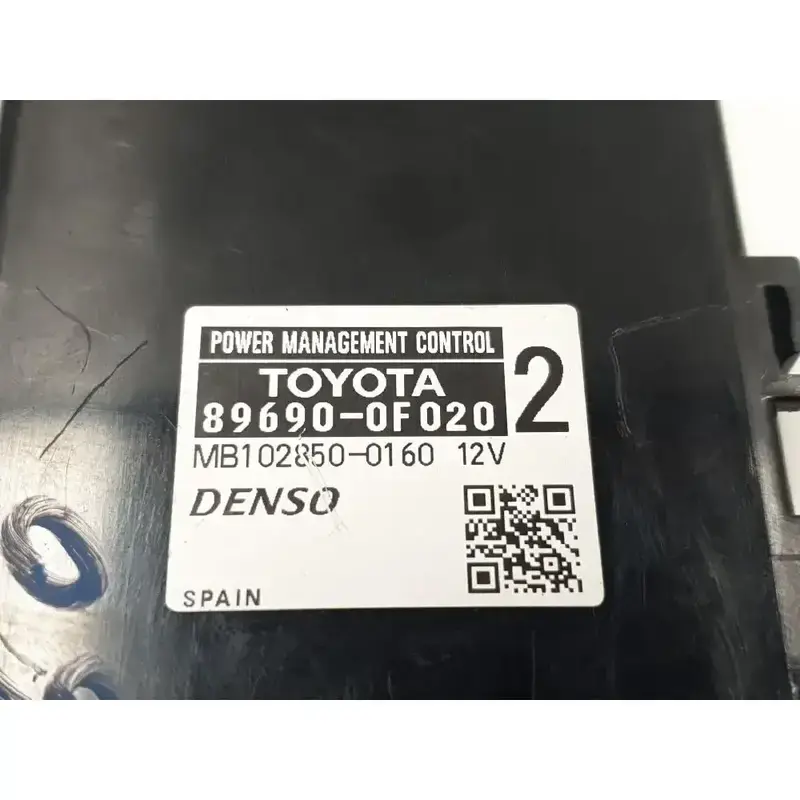 POWER MANAGEMENT CONTROL
TOYOTA
89690-0F020
2
MB102850-0160 12V
DENSO
SPAIN